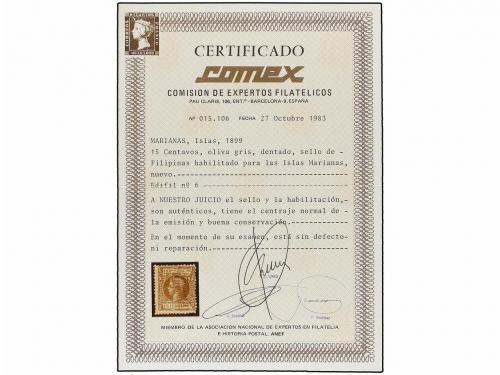 CERTIFICADO
comex
COMISION DE EXPERTOS FILATELICOS
PAU CLARIS, 106, ENT.º - BARCELONA-9, ESPAÑA
Nº 015.106 FECHA 27 Octubre 1983
MARIANAS, Islas, 1899
15 Centavos, oliva gris, dentado, sello de -
Filipinas habilitado para las Islas Marianas,
nuevo.
Edifil nº 6
A NUESTRO JUICIO el sello y la habilitación,-
son auténticos, tiene el centraje normal de -
la emisión y buena conservación.
En el momento de su examen, está sin defecto-
ni reparación.
MIEMBRO DE LA ASOCIACION NACIONAL DE EXPERTOS EN FILATELIA
E HISTORIA POSTAL, ANEF